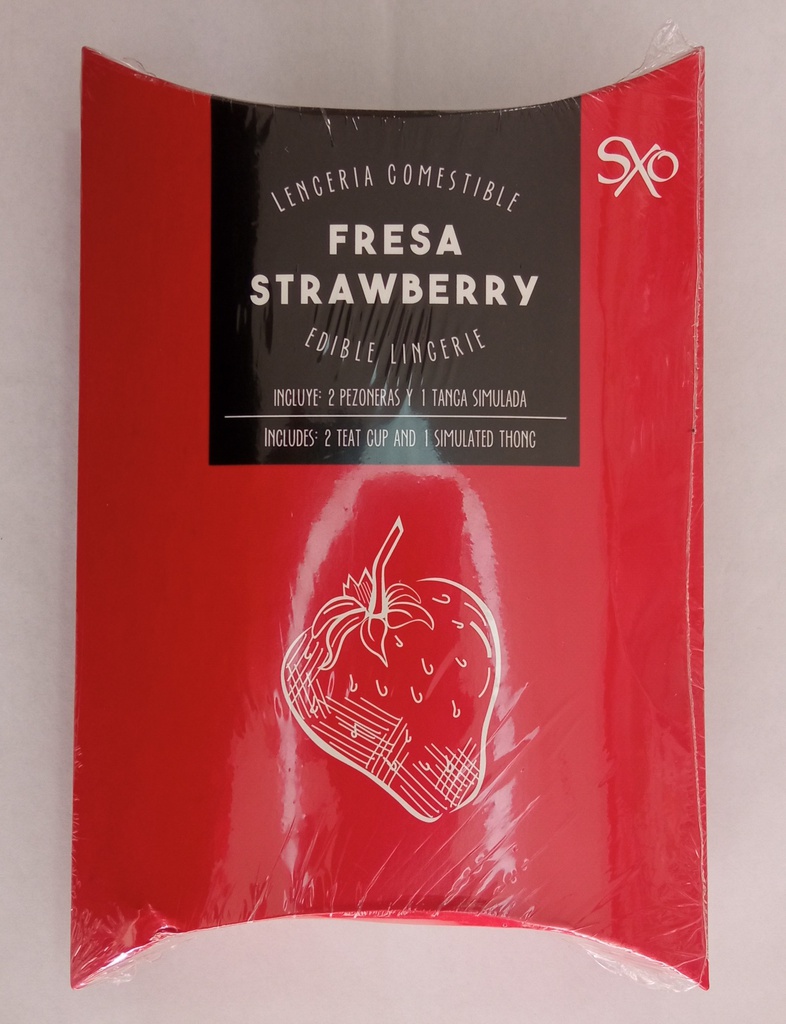 SXO
LENCERIA COMESTIBLE
FRESA
STRAWBERRY
EDIBLE LINGERIE
INCLUYE: 2 PEZONERAS Y 1 TANGA SIMULADA
INCLUDES: 2 TEAT CUP AND 1 SIMULATED THONG